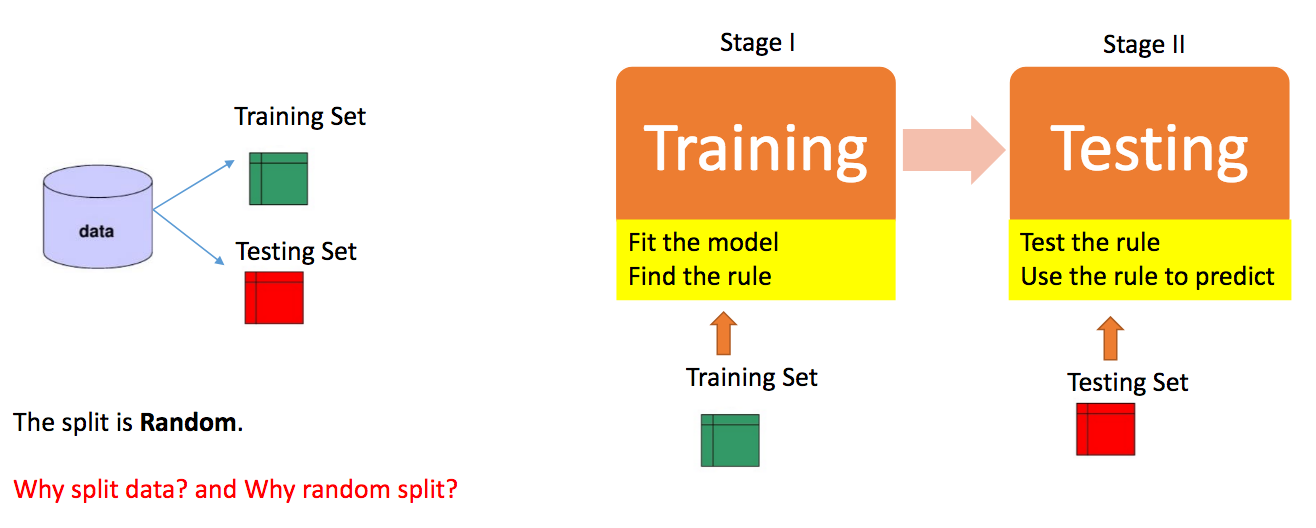 Training Set
data
Testing Set
The split is Random.
Why split data? and Why random split?
Stage I
Training
Fit the model
Find the rule
Training Set
Stage II
Testing
Test the rule
Use the rule to predict
Testing Set